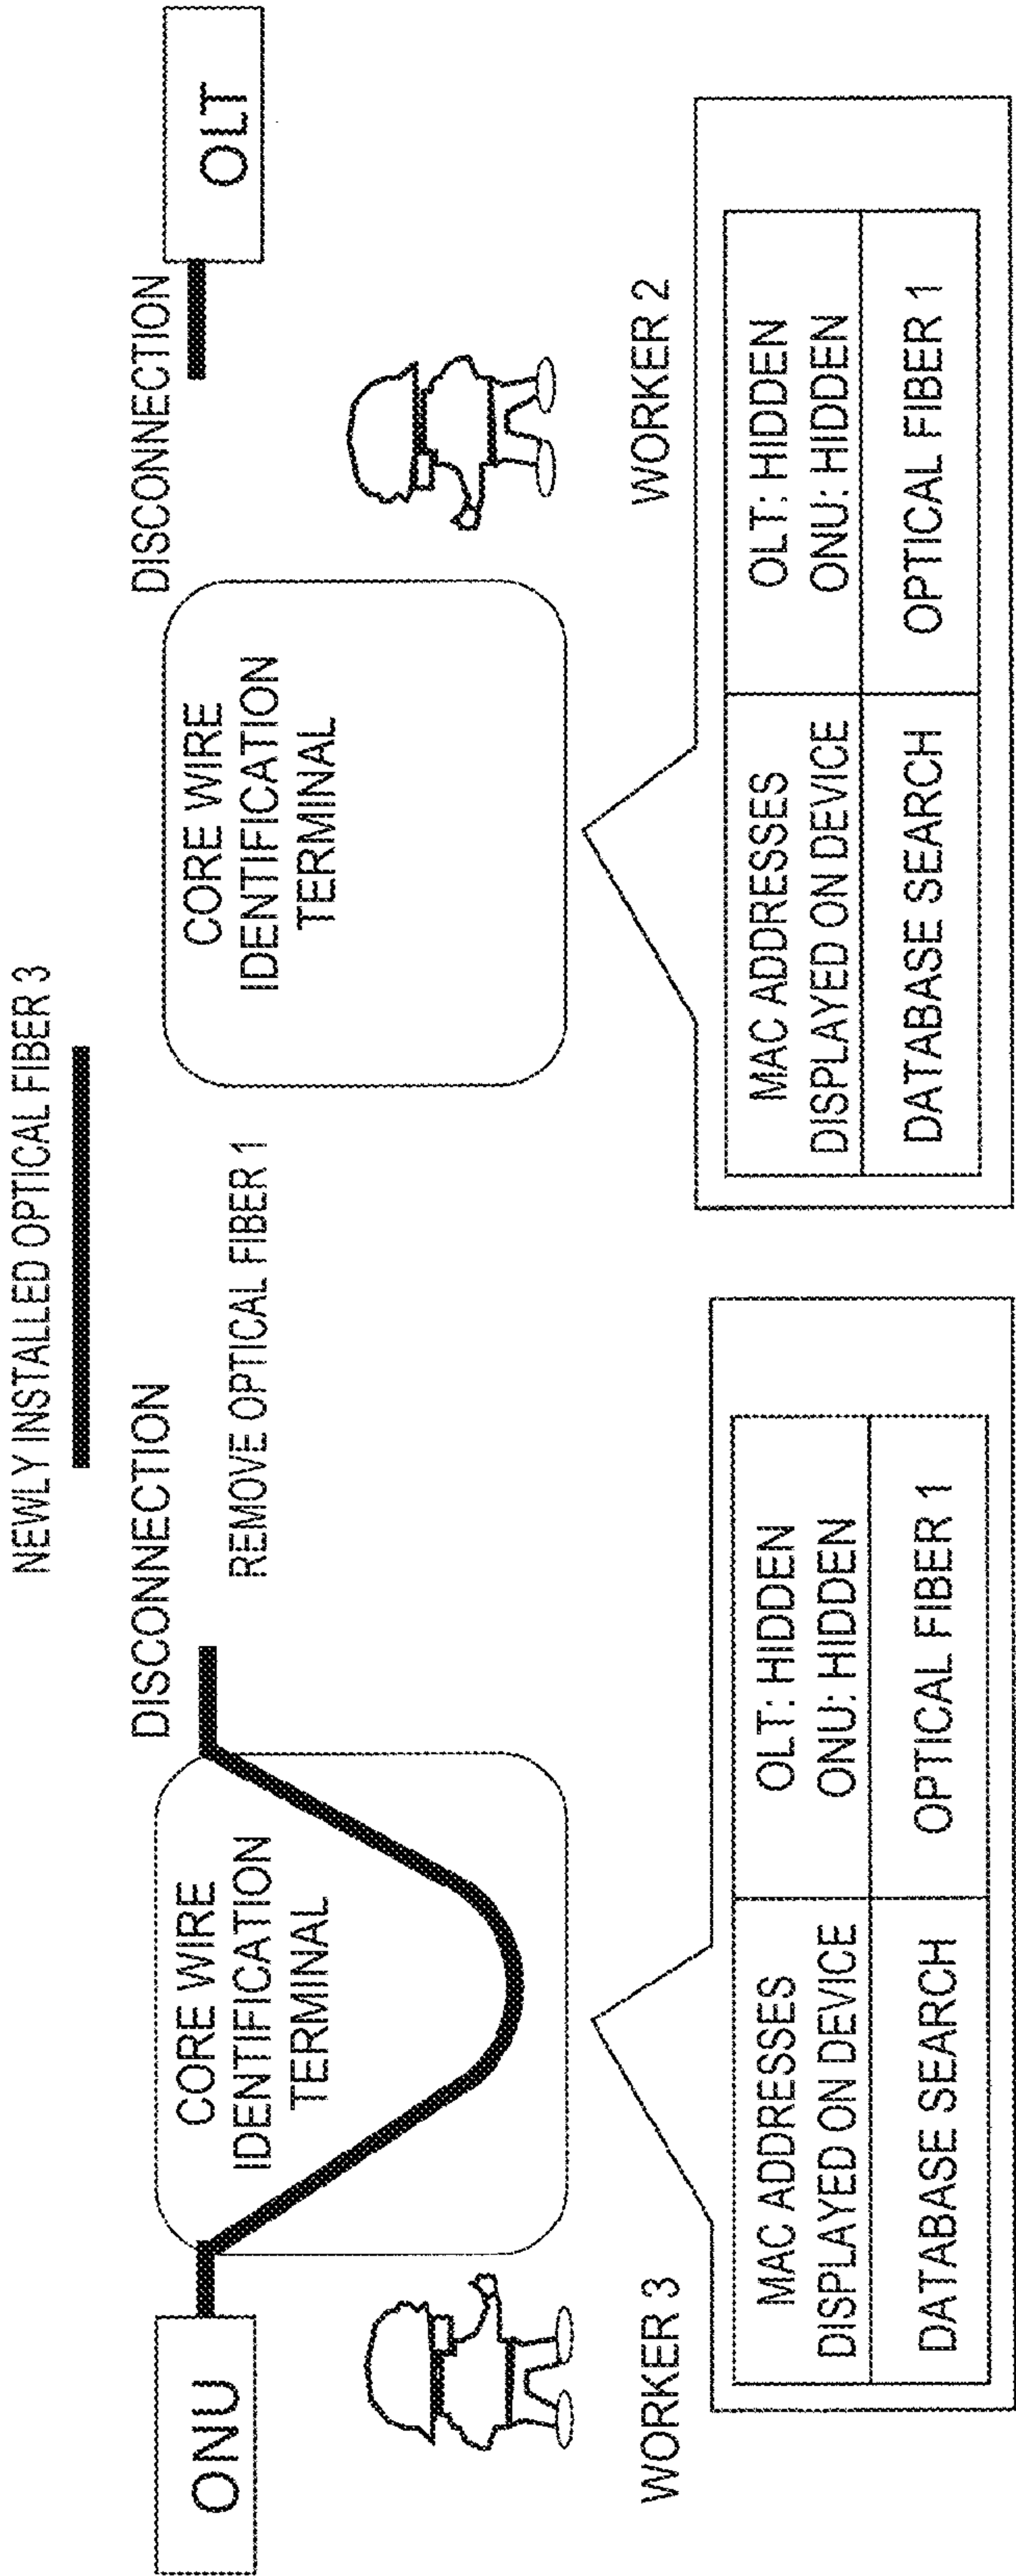 NEWLY INSTALLED OPTICAL FIBER 3
DISCONNECTION
DISCONNECTION
REMOVE OPTICAL FIBER 1
ONU
CORE WIRE
IDENTIFICATION
TERMINAL
CORE WIRE
IDENTIFICATION
TERMINAL
OLT
WORKER 3
WORKER 2
MAC ADDRESSES
DISPLAYED ON DEVICE
OLT: HIDDEN
ONU: HIDDEN
DATABASE SEARCH
OPTICAL FIBER 1
MAC ADDRESSES
DISPLAYED ON DEVICE
OLT: HIDDEN
ONU: HIDDEN
DATABASE SEARCH
OPTICAL FIBER 1